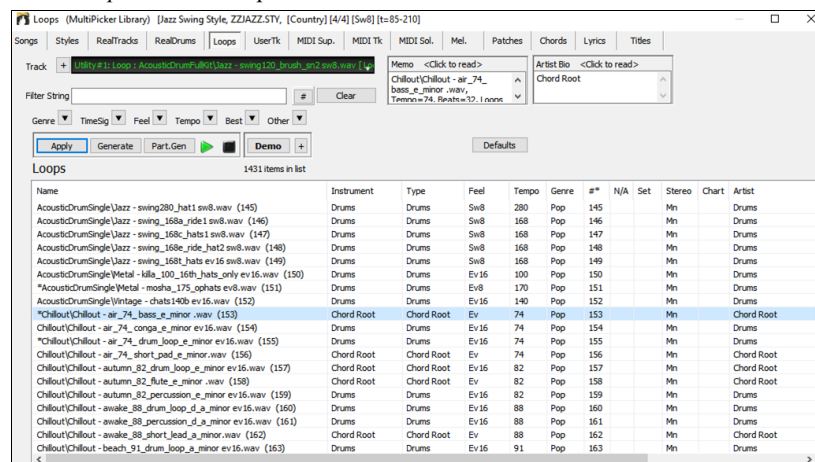 Loops (MultiPicker Library) [Jazz Swing Style, ZZJAZZ.STY, [Country] [4/4] [Sw8] [t=85-210]
Songs Styles RealTracks RealDrums Loops UserTk MIDI Sup. MIDI Tk MIDI Sol. Mel. Patches Chords Lyrics Titles
Track + Utility#1: Loop : AcousticDrumFullKit\Jazz - swing120_brush_sn2 sw8.wav
Memo <Click to read> Artist Bio <Click to read>
Chillout\Chillout - air_74_ Chord Root
bass_e_minor .wav,
Tempo=74, Beats=32, Loops
Filter String # Clear
Genre TimeSig Feel Tempo Best Other
Apply Generate Part.Gen Demo + Defaults
Loops 1431 items in list
Name Instrument Type Feel Tempo Genre #* N/A Set Stereo Chart Artist
AcousticDrumSingle\Jazz - swing280_hat1 sw8.wav (145) Drums Drums Sw8 280 Pop 145 Mn Drums
AcousticDrumSingle\Jazz - swing_168a_ride1 sw8.wav (146) Drums Drums Sw8 168 Pop 146 Mn Drums
AcousticDrumSingle\Jazz - swing_168c_hats1 sw8.wav (147) Drums Drums Sw8 168 Pop 147 Mn Drums
AcousticDrumSingle\Jazz - swing_168e_ride_hat2 sw8.wav (148) Drums Drums Sw8 168 Pop 148 Mn Drums
AcousticDrumSingle\Jazz - swing_168t_hats ev16 sw8.wav (149) Drums Drums Sw8 168 Pop 149 Mn Drums
AcousticDrumSingle\Metal - killa_100_16th_hats_only ev16.wav (150) Drums Drums Ev16 100 Pop 150 Mn Drums
*AcousticDrumSingle\Metal - mosha_175_ophats ev8.wav (151) Drums Drums Ev8 170 Pop 151 Mn Drums
AcousticDrumSingle\Vintage - chats140b ev16.wav (152) Drums Drums Ev16 140 Pop 152 Mn Drums
*Chillout\Chillout - air_74_ bass_e_minor .wav (153) Chord Root Chord Root Ev 74 Pop 153 Mn Chord Root
Chillout\Chillout - air_74_ conga_e_minor ev16.wav (154) Drums Drums Ev16 74 Pop 154 Mn Drums
*Chillout\Chillout - air_74_ drum_loop_e_minor ev16.wav (155) Drums Drums Ev16 74 Pop 155 Mn Drums
Chillout\Chillout - air_74_ short_pad_e_minor.wav (156) Chord Root Chord Root Ev 74 Pop 156 Mn Chord Root
Chillout\Chillout - autumn_82_drum_loop_e_minor ev16.wav (157) Drums Drums Ev16 82 Pop 157 Mn Drums
Chillout\Chillout - autumn_82_flute_e_minor .wav (158) Chord Root Chord Root Ev 82 Pop 158 Mn Chord Root
Chillout\Chillout - autumn_82_percussion_e_minor ev16.wav (159) Drums Drums Ev16 82 Pop 159 Mn Drums
Chillout\Chillout - awake_88_drum_loop_d_a_minor ev16.wav (160) Drums Drums Ev16 88 Pop 160 Mn Drums
Chillout\Chillout - awake_88_percussion_d_a_minor ev16.wav (161) Drums Drums Ev16 88 Pop 161 Mn Drums
Chillout\Chillout - awake_88_short_lead_a_minor.wav (162) Chord Root Chord Root Ev 88 Pop 162 Mn Chord Root
Chillout\Chillout - beach_91_drum_loop_a_minor ev16.wav (163) Drums Drums Ev16 91 Pop 163 Mn Drums